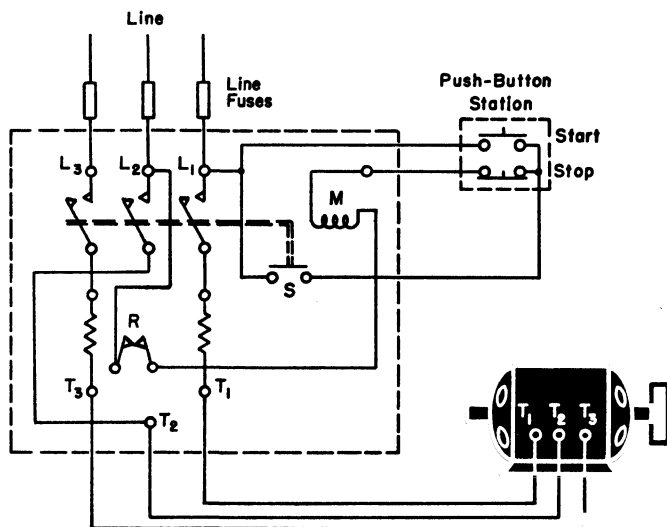 Line
Line
Fuses
Push-Button
Station
Start
Stop
L3
L2
L1
M
S
R
T3
T1
T2
T1 T2 T3